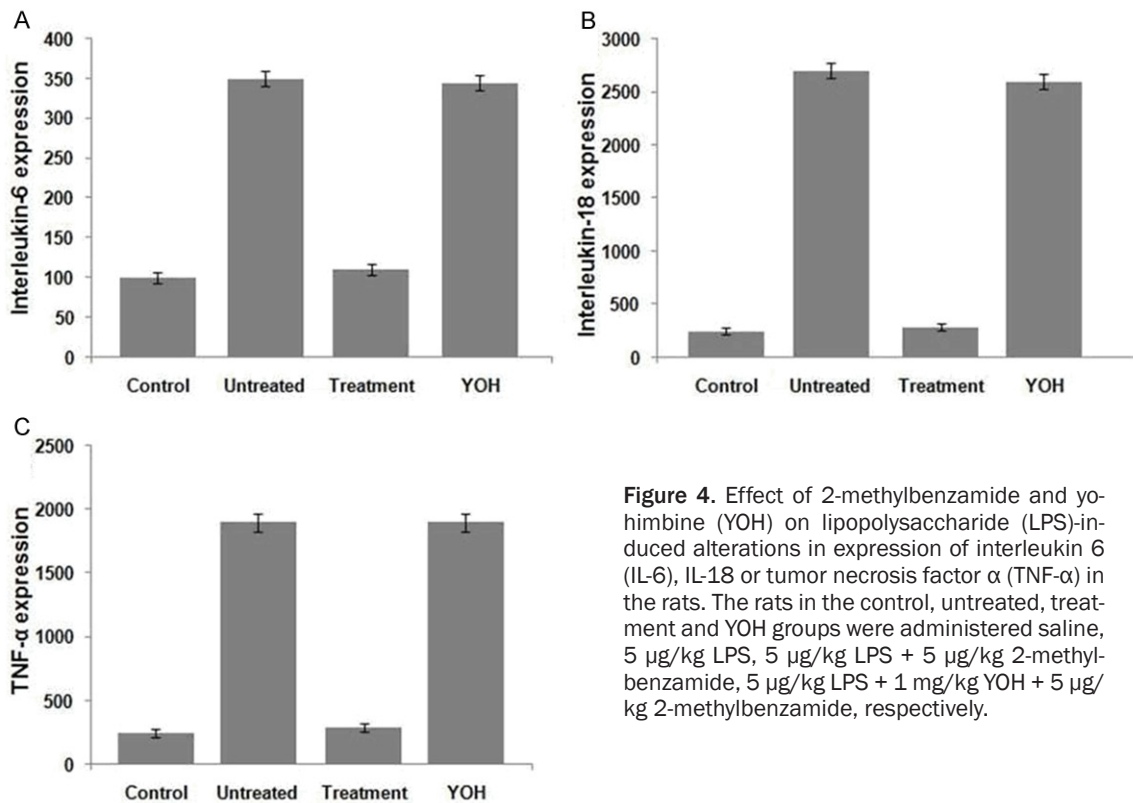 A
Interleukin-6 expression
400
350
300
250
200
150
100
50
0
Control Untreated Treatment YOH
B
Interleukin-18 expression
3000
2500
2000
1500
1000
500
0
Control Untreated Treatment YOH
C
TNF-α expression
2500
2000
1500
1000
500
0
Control Untreated Treatment YOH
Figure 4. Effect of 2-methylbenzamide and yo-
himbine (YOH) on lipopolysaccharide (LPS)-in-
duced alterations in expression of interleukin 6
(IL-6), IL-18 or tumor necrosis factor α (TNF-α) in
the rats. The rats in the control, untreated, treat-
ment and YOH groups were administered saline,
5 µg/kg LPS, 5 µg/kg LPS + 5 µg/kg 2-methyl-
benzamide, 5 µg/kg LPS + 1 mg/kg YOH + 5 µg/
kg 2-methylbenzamide, respectively.